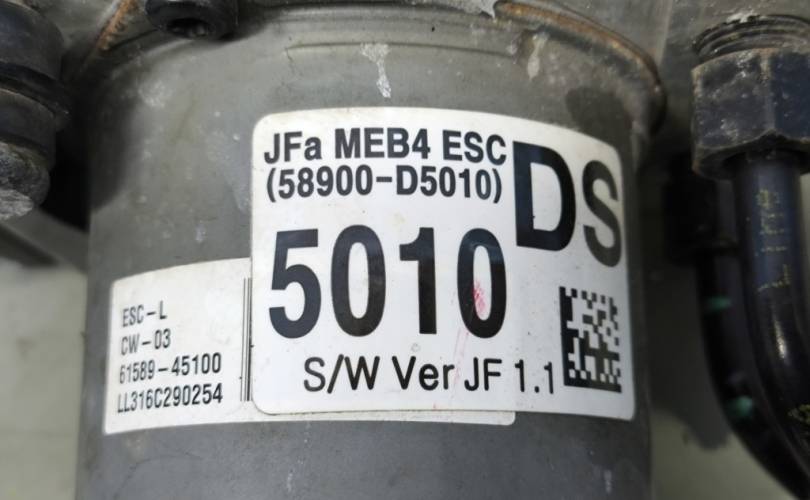 JFa MEB4 ESC
(58900-D5010)
DS
5010
S/W Ver JF 1.1
ESC-L
CW-03
61589-45100
LL316C290254